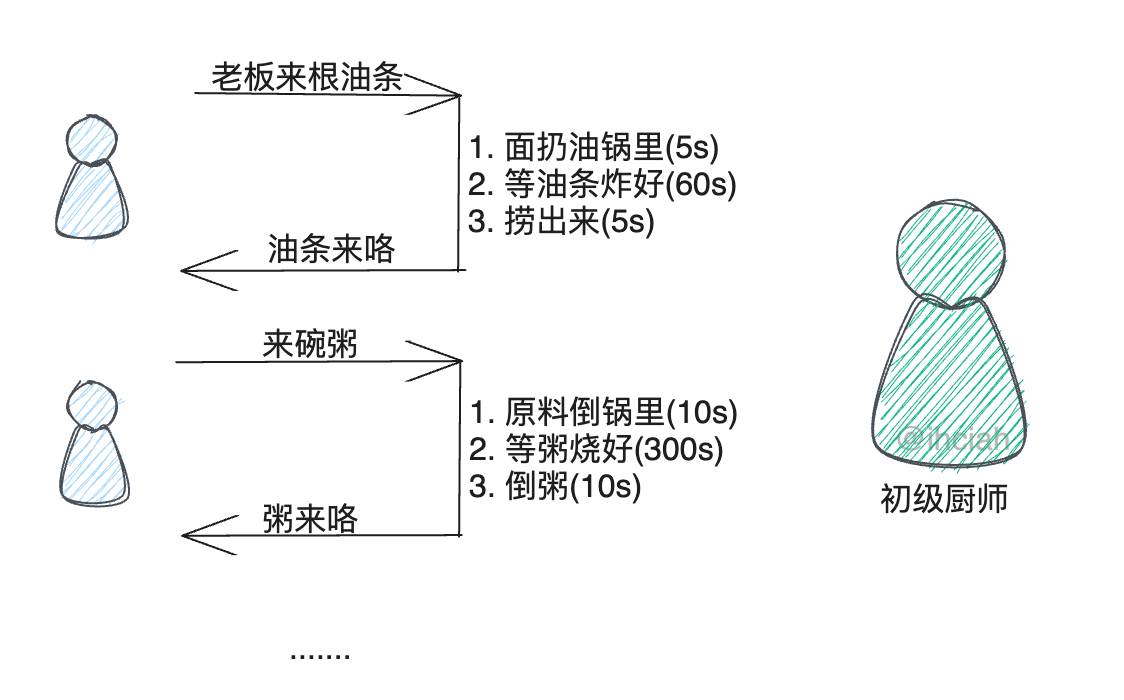 老板来根油条
1. 面扔油锅里(5s)
2. 等油条炸好(60s)
3. 捞出来(5s)
油条来咯
来碗粥
1. 原料倒锅里(10s)
2. 等粥烧好(300s)
3. 倒粥(10s)
粥来咯
@ihciah
初级厨师
.......